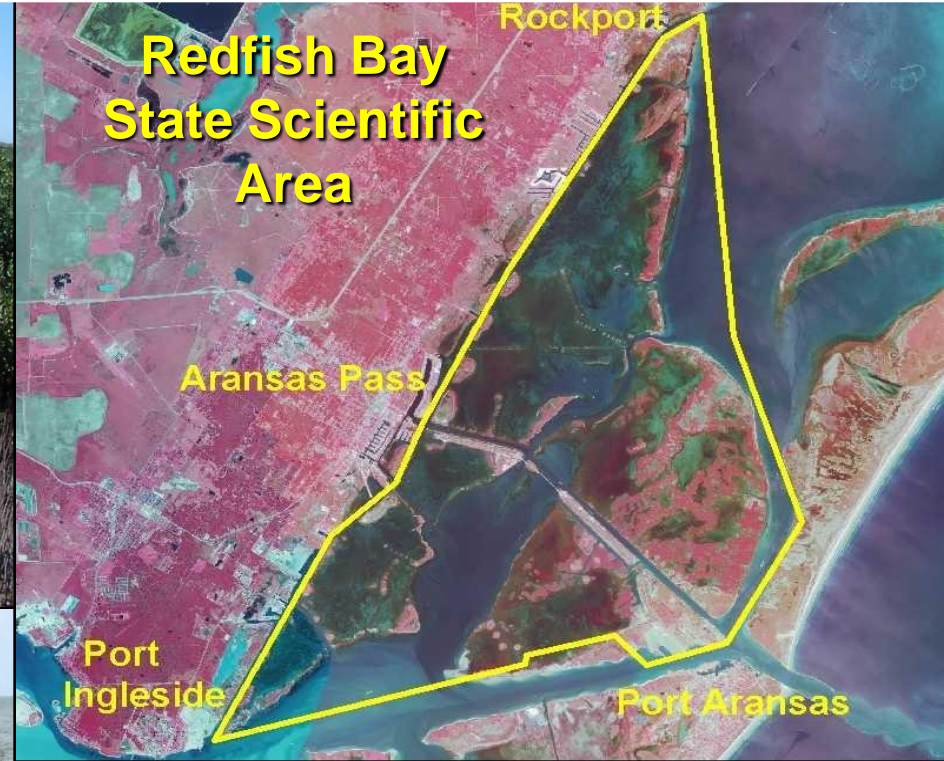 Rockport
Redfish Bay
State Scientific
Area
Aransas Pass
Port
Ingleside
Port Aransas